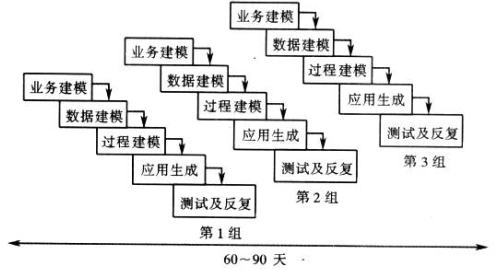 业务建模
数据建模
过程建模
应用生成
测试及反复
第1组
业务建模
数据建模
过程建模
应用生成
测试及反复
第2组
业务建模
数据建模
过程建模
应用生成
测试及反复
第3组
60~90 天